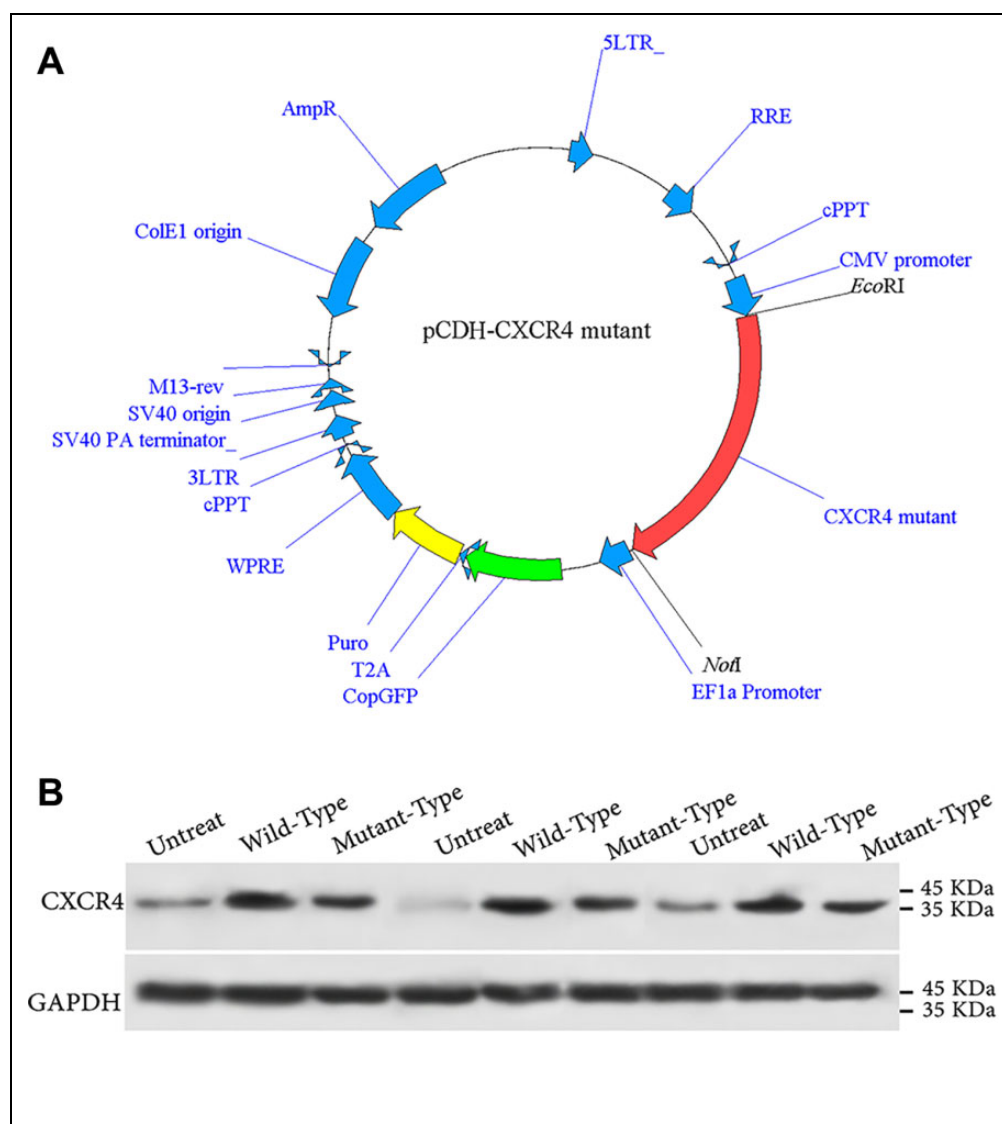 A
5LTR_
AmpR
RRE
cPPT
ColE1 origin
CMV promoter
EcoRI
pCDH-CXCR4 mutant
M13-rev
SV40 origin
SV40 PA terminator_
3LTR
cPPT
CXCR4 mutant
WPRE
Puro
T2A
NotI
CopGFP
EF1a Promoter
B
Untreat Wild-Type Mutant-Type Untreat Wild-Type Mutant-Type Untreat Wild-Type Mutant-Type
CXCR4
45 KDa
35 KDa
GAPDH
45 KDa
35 KDa